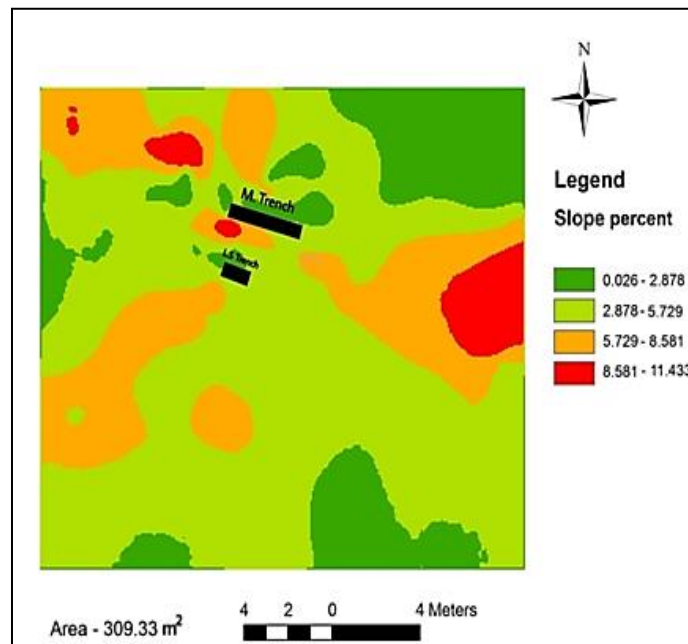 N
M. Trench
L.S Trench
Legend
Slope percent
0.026 - 2.878
2.878 - 5.729
5.729 - 8.581
8.581 - 11.433
Area - 309.33 m²
4 2 0 4 Meters